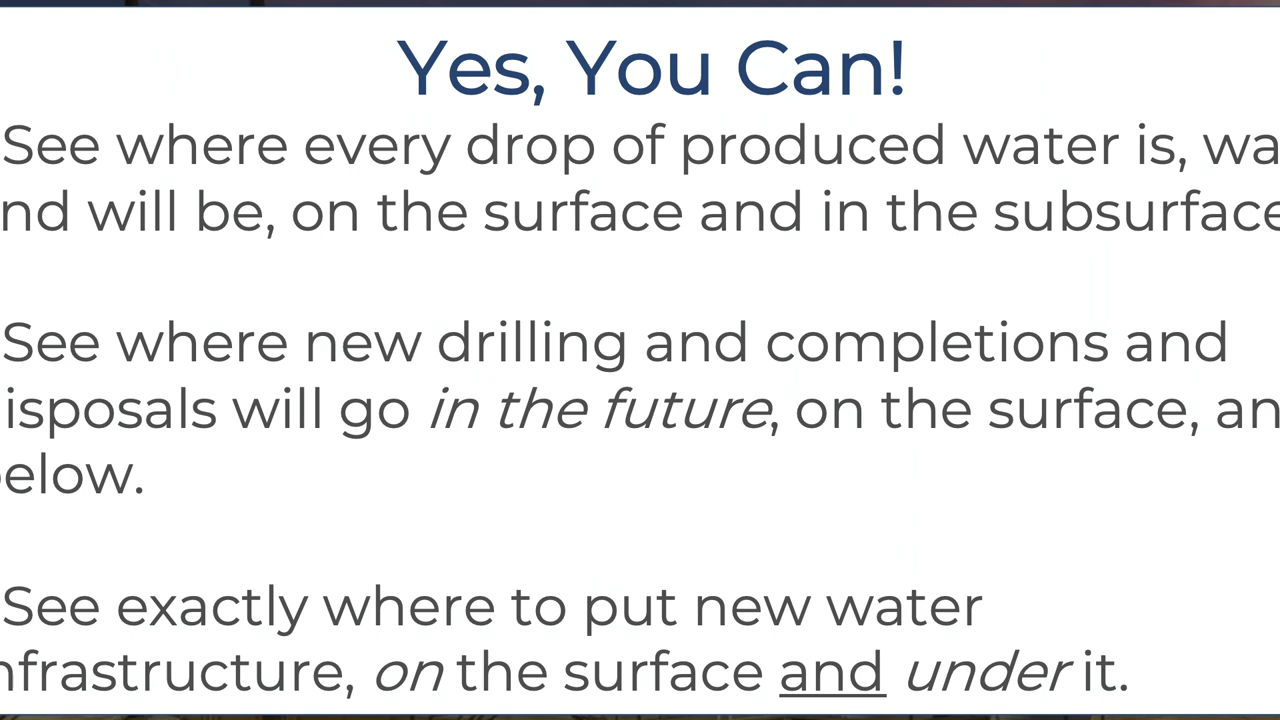 Yes, You Can!
See where every drop of produced water is, wa
nd will be, on the surface and in the subsurface
See where new drilling and completions and
isposals will go in the future, on the surface, an
elow.
See exactly where to put new water
nfrastructure, on the surface and under it.